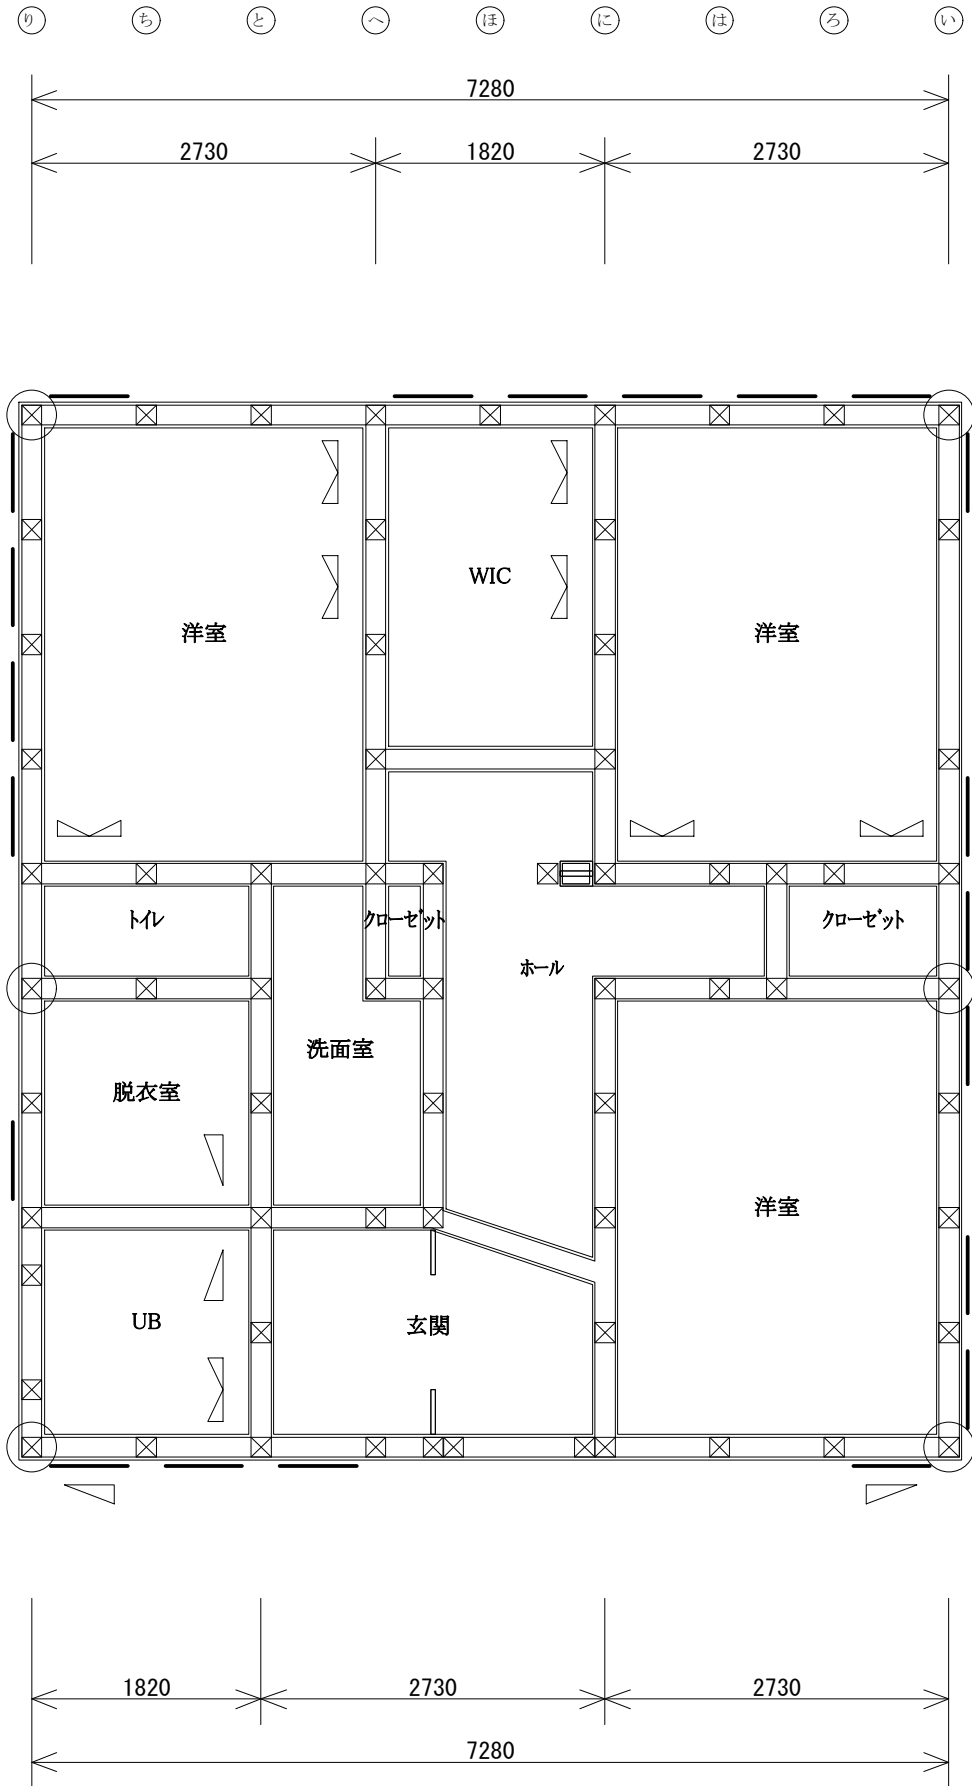 り ち と へ ほ に は ろ い
7280
2730 1820 2730
WIC
洋室 洋室
トイレ クローゼット クローゼット
ホール
洗面室
脱衣室
洋室
UB 玄関
1820 2730 2730
7280